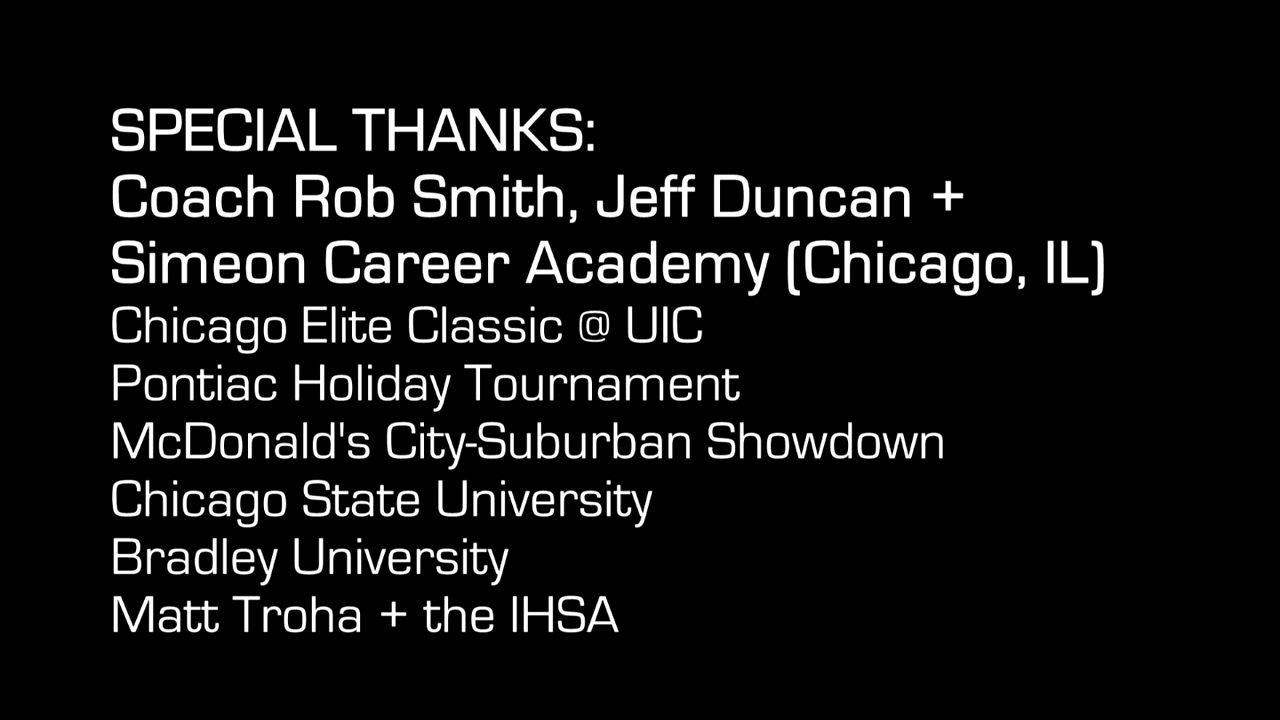 SPECIAL THANKS:
Coach Rob Smith, Jeff Duncan +
Simeon Career Academy (Chicago, IL)
Chicago Elite Classic @ UIC
Pontiac Holiday Tournament
McDonald's City-Suburban Showdown
Chicago State University
Bradley University
Matt Troha + the IHSA